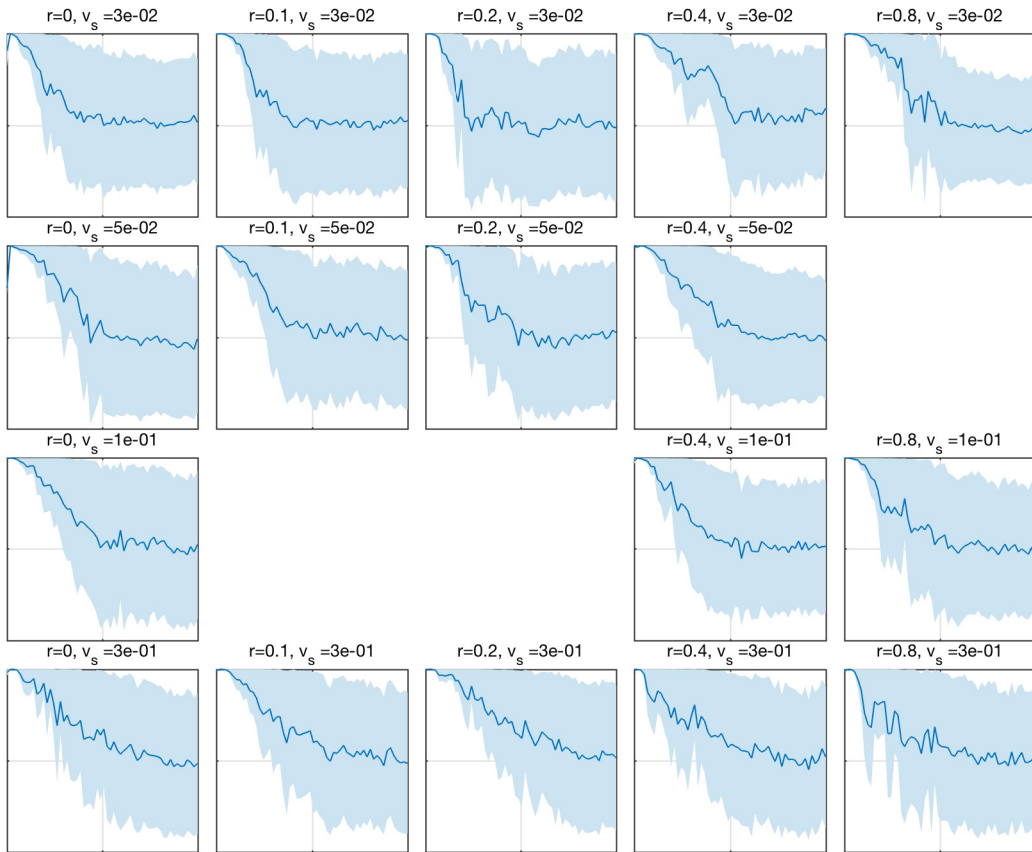 r=0, v_s =3e-02
r=0.1, v_s =3e-02
r=0.2, v_s =3e-02
r=0.4, v_s =3e-02
r=0.8, v_s =3e-02
r=0, v_s =5e-02
r=0.1, v_s =5e-02
r=0.2, v_s =5e-02
r=0.4, v_s =5e-02
r=0, v_s =1e-01
r=0.4, v_s =1e-01
r=0.8, v_s =1e-01
r=0, v_s =3e-01
r=0.1, v_s =3e-01
r=0.2, v_s =3e-01
r=0.4, v_s =3e-01
r=0.8, v_s =3e-01